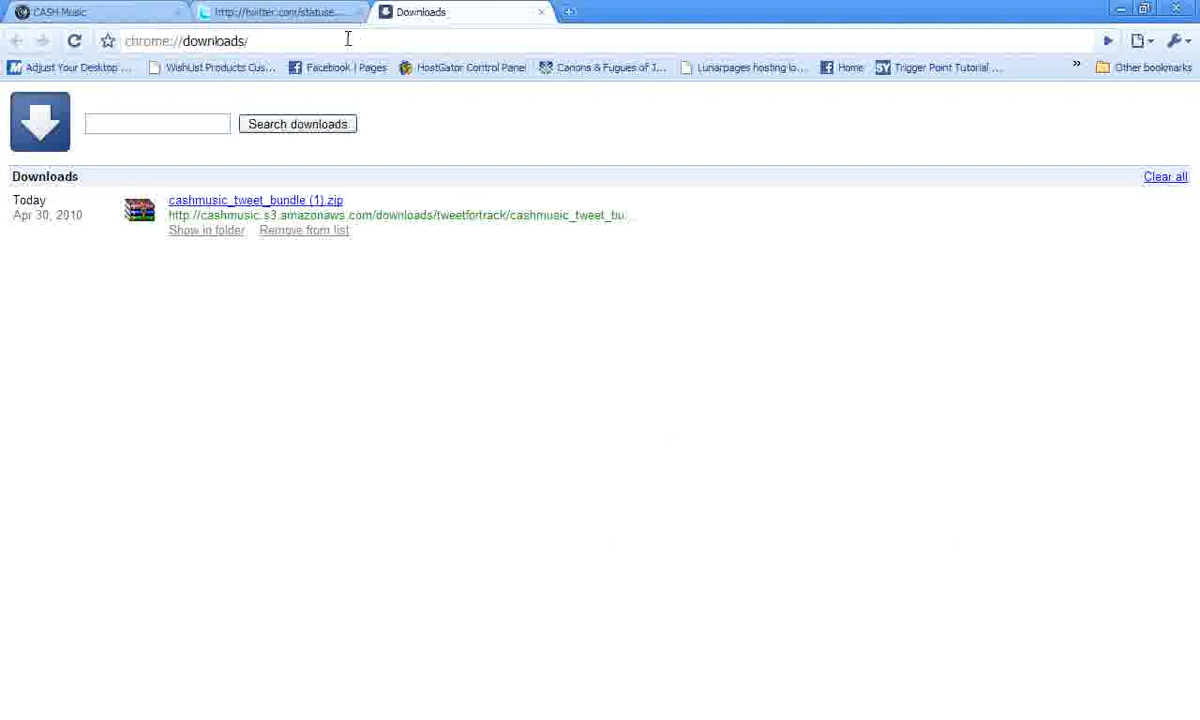 CASH Music
http://twitter.com/statuse...
Downloads
chrome://downloads/
Adjust Your Desktop ...
WishList Products Cus...
Facebook | Pages
HostGator Control Panel
Canons & Fugues of J...
Lunarpages hosting lo...
Home
Trigger Point Tutorial ...
»
Other bookmarks
Search downloads
Downloads
Clear all
Today
cashmusic_tweet_bundle (1).zip
Apr 30, 2010
http://cashmusic.s3.amazonaws.com/downloads/tweetfortrack/cashmusic_tweet_bu...
Show in folder
Remove from list